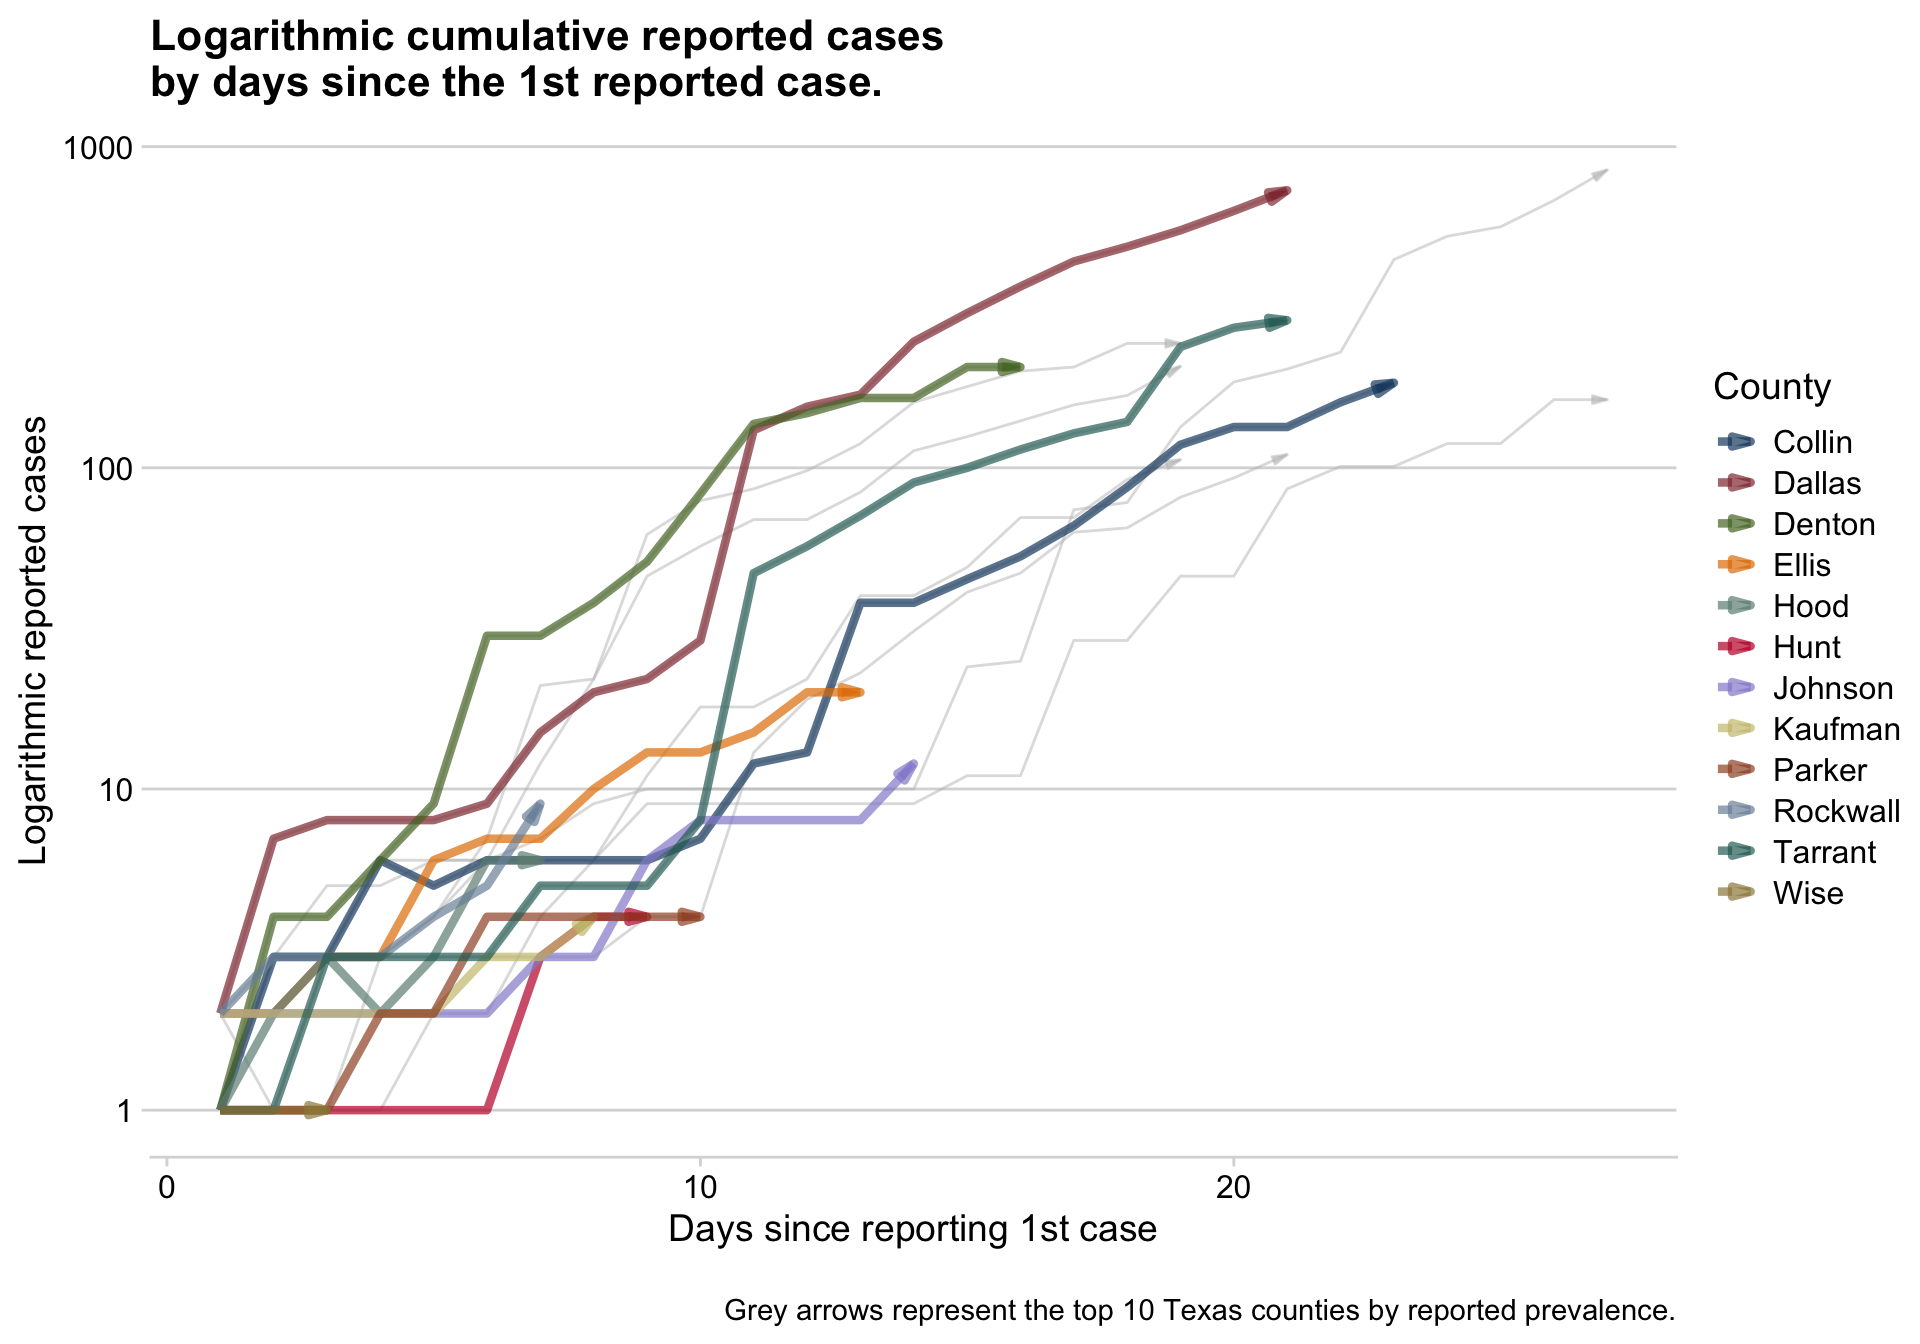 Logarithmic cumulative reported cases
by days since the 1st reported case.
1000
100
10
1
Logarithmic reported cases
0 10 20
Days since reporting 1st case
County
Collin
Dallas
Denton
Ellis
Hood
Hunt
Johnson
Kaufman
Parker
Rockwall
Tarrant
Wise
Grey arrows represent the top 10 Texas counties by reported prevalence.